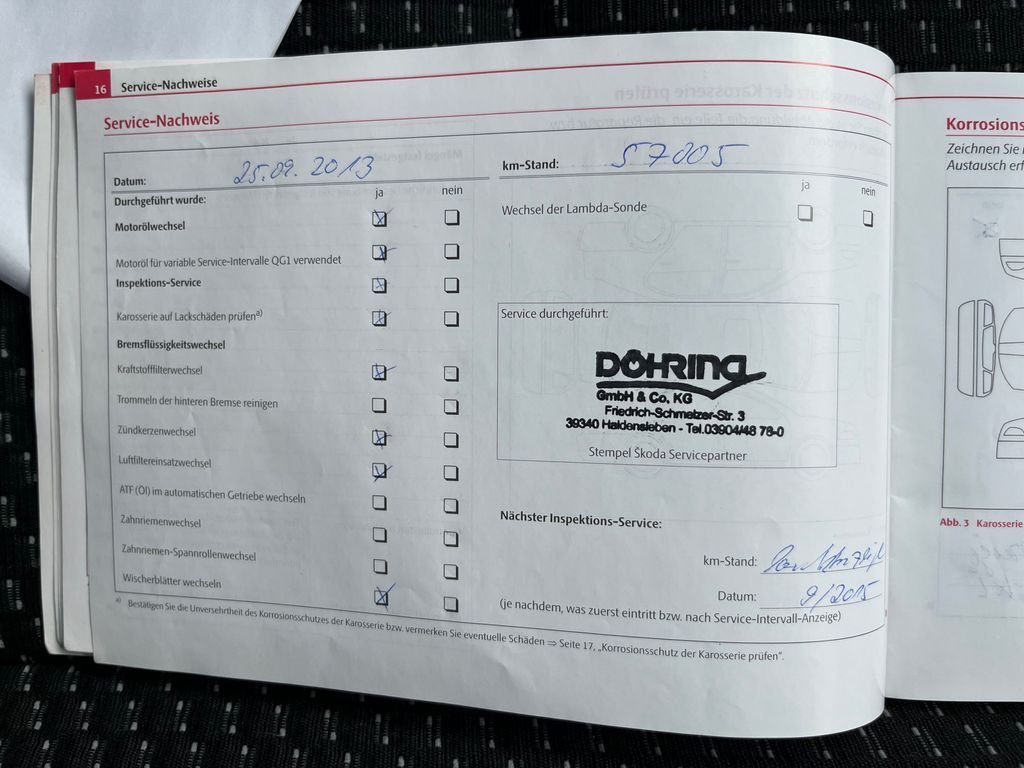 16 Service-Nachweise
Service-Nachweis
Datum: 25.09.2013
km-Stand: 57005
ja nein
Durchgeführt wurde:
Motorölwechsel
Motoröl für variable Service-Intervalle QG1 verwendet
Inspektions-Service
Karosserie auf Lackschäden prüfen a)
Bremsflüssigkeitswechsel
Kraftstofffilterwechsel
Trommeln der hinteren Bremse reinigen
Zündkerzenwechsel
Luftfiltereinsatzwechsel
ATF (Öl) im automatischen Getriebe wechseln
Zahnriemenwechsel
Zahnriemen-Spannrollenwechsel
Wischerblätter wechseln
ja nein
Wechsel der Lambda-Sonde
Service durchgeführt:
DÖHRING
GmbH & Co. KG
Friedrich-Schmelzer-Str. 3
39340 Haldensleben - Tel.03904/48 78-0
Stempel Škoda Servicepartner
Nächster Inspektions-Service:
km-Stand:
Datum: 9/2015
(je nachdem, was zuerst eintritt bzw. nach Service-Intervall-Anzeige)
a) Bestätigen Sie die Unversehrtheit des Korrosionsschutzes der Karosserie bzw. vermerken Sie eventuelle Schäden ⇒ Seite 17, „Korrosionsschutz der Karosserie prüfen“.
Korrosions
Zeichnen Sie
Austausch erf
Abb. 3 Karosserie